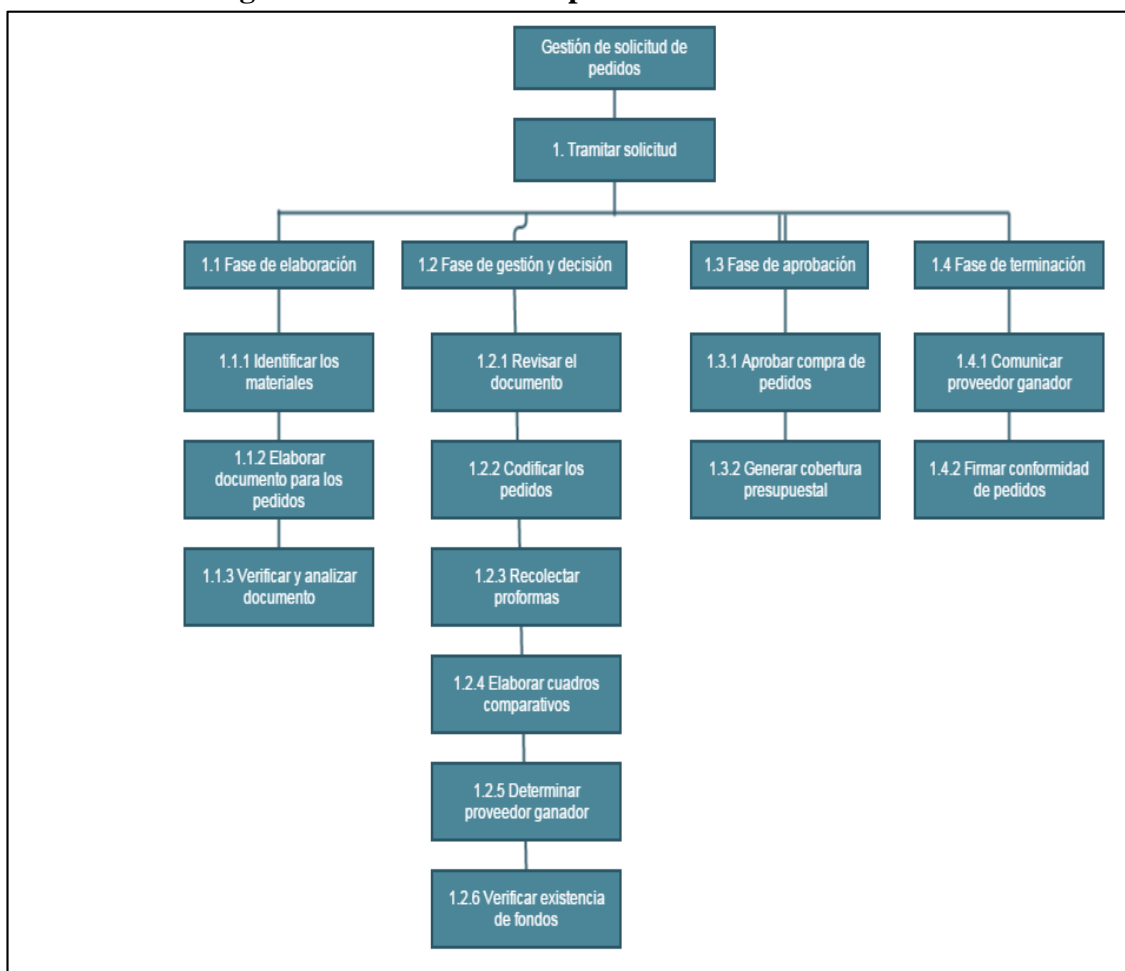 Gestión de solicitud de
pedidos
1. Tramitar solicitud
1.1 Fase de elaboración
1.2 Fase de gestión y decisión
1.3 Fase de aprobación
1.4 Fase de terminación
1.1.1 Identificar los
materiales
1.2.1 Revisar el
documento
1.3.1 Aprobar compra de
pedidos
1.4.1 Comunicar
proveedor ganador
1.1.2 Elaborar
documento para los
pedidos
1.2.2 Codificar los
pedidos
1.3.2 Generar cobertura
presupuestal
1.4.2 Firmar conformidad
de pedidos
1.1.3 Verificar y analizar
documento
1.2.3 Recolectar
proformas
1.2.4 Elaborar cuadros
comparativos
1.2.5 Determinar
proveedor ganador
1.2.6 Verificar existencia
de fondos